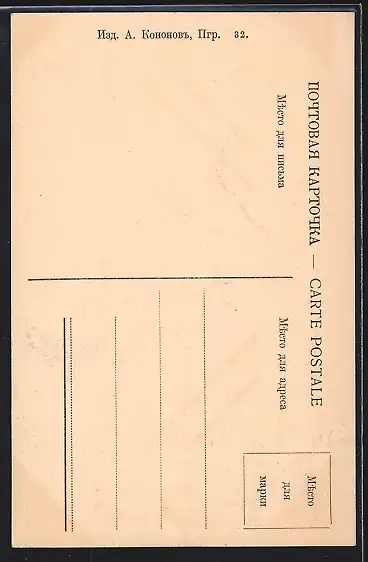 Изд. А. Кононовъ, Пгр. 32.
ПОЧТОВАЯ КАРТОЧКА — CARTE POSTALE
Мѣсто для письма
Мѣсто для адреса
Мѣсто
для
марки